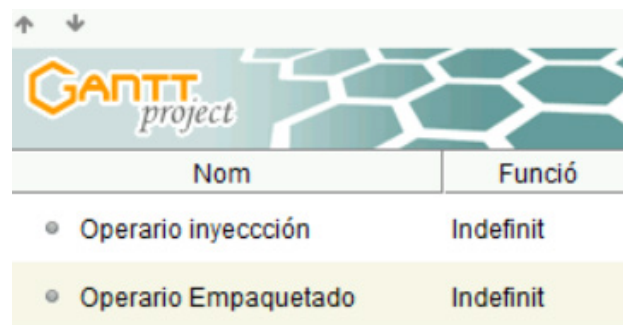 GANTT
project
Nom Funció
Operario inyeccción Indefinit
Operario Empaquetado Indefinit